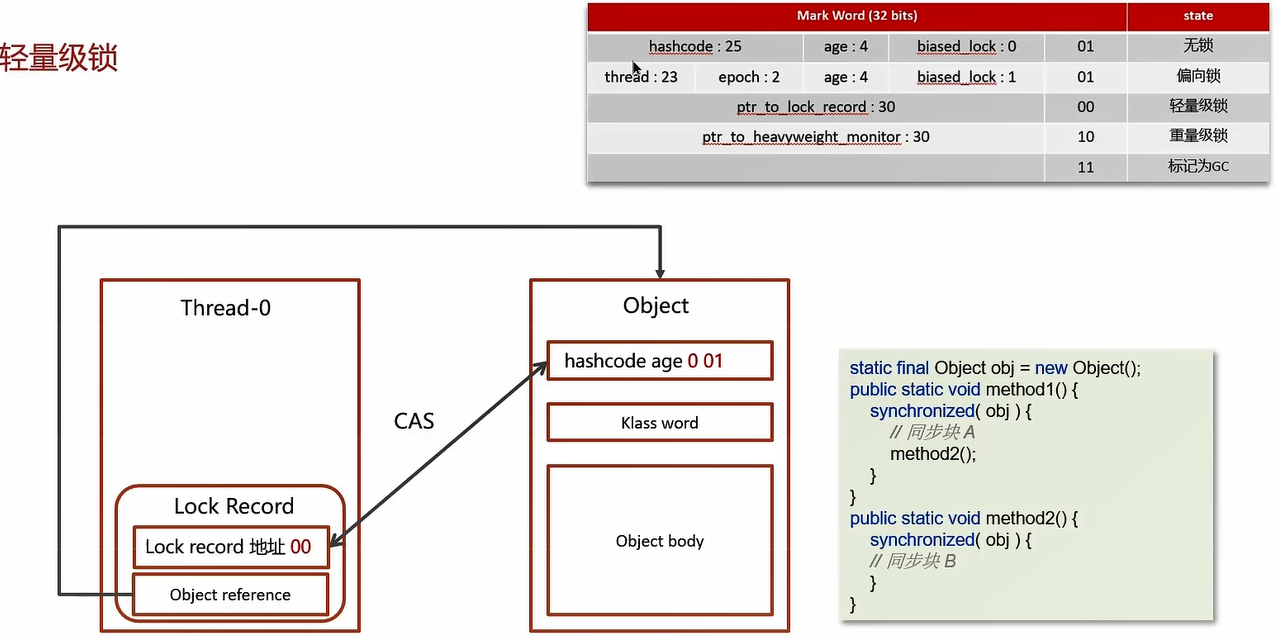 轻量级锁
Mark Word (32 bits) state
hashcode : 25 age : 4 biased_lock : 0 01 无锁
thread : 23 epoch : 2 age : 4 biased_lock : 1 01 偏向锁
ptr_to_lock_record : 30 00 轻量级锁
ptr_to_heavyweight_monitor : 30 10 重量级锁
11 标记为GC
Thread-0
Lock Record
Lock record 地址 00
Object reference
CAS
Object
hashcode age 0 01
Klass word
Object body
static final Object obj = new Object();
public static void method1() {
synchronized( obj ) {
// 同步块 A
method2();
}
}
public static void method2() {
synchronized( obj ) {
// 同步块 B
}
}